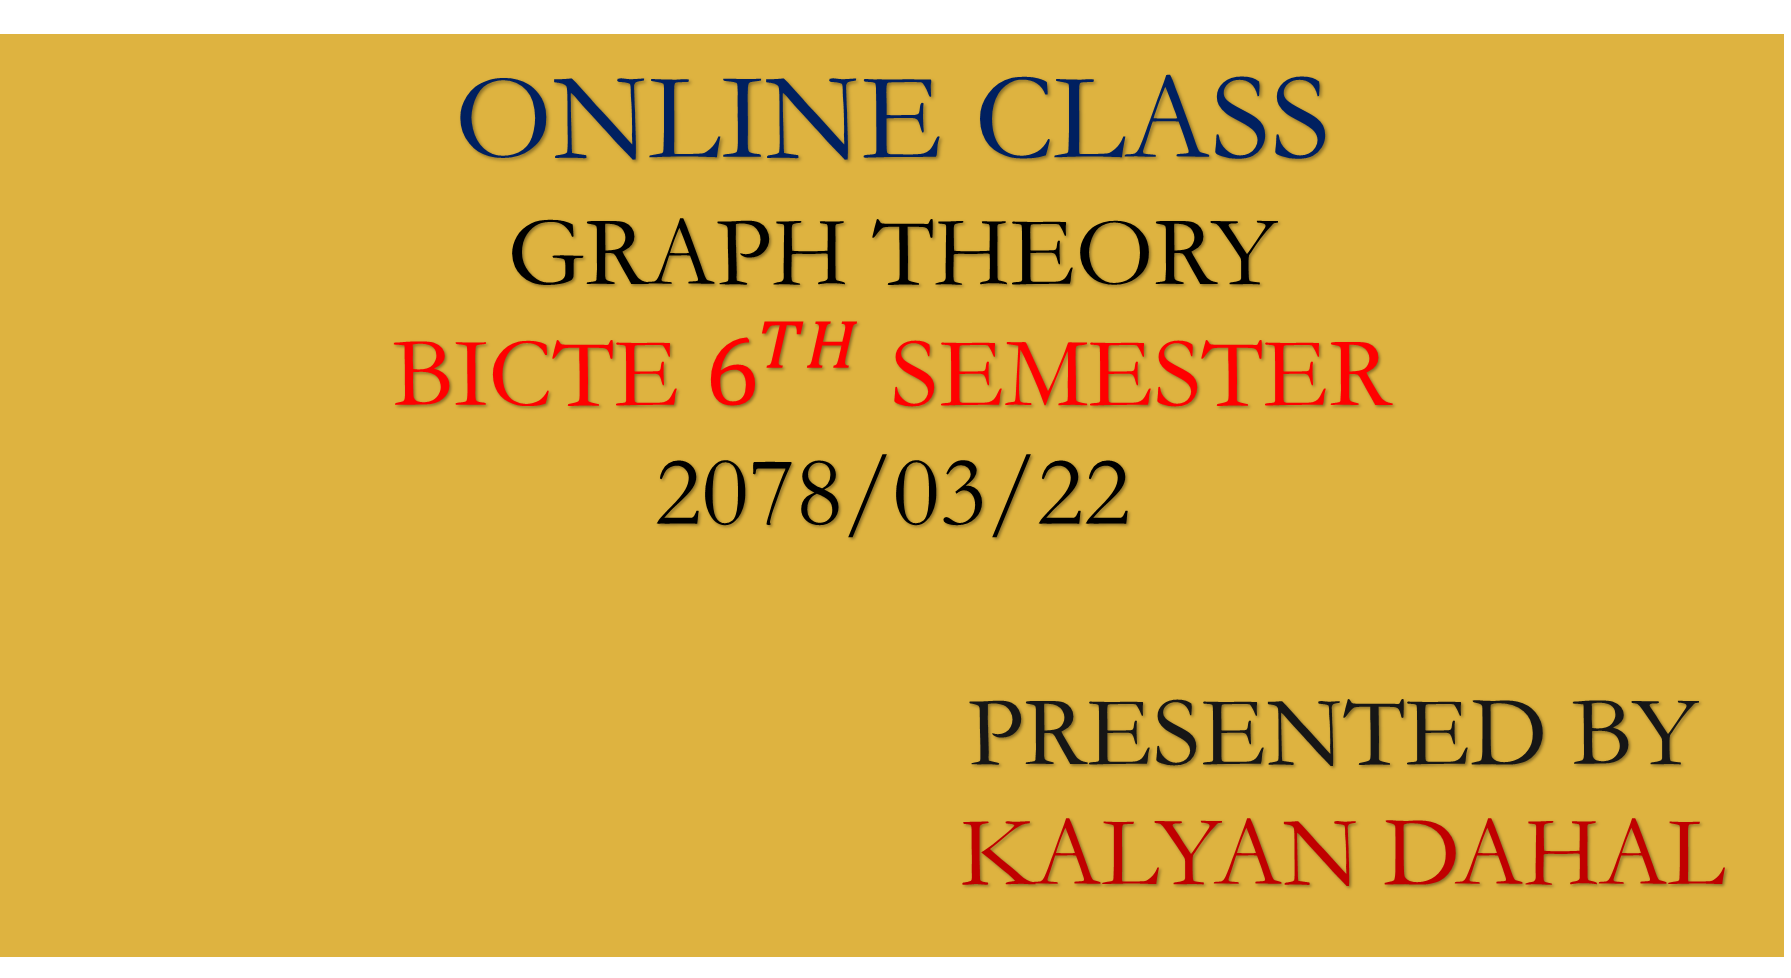 ONLINE CLASS
GRAPH THEORY
BICTE 6TH SEMESTER
2078/03/22
PRESENTED BY
KALYAN DAHAL